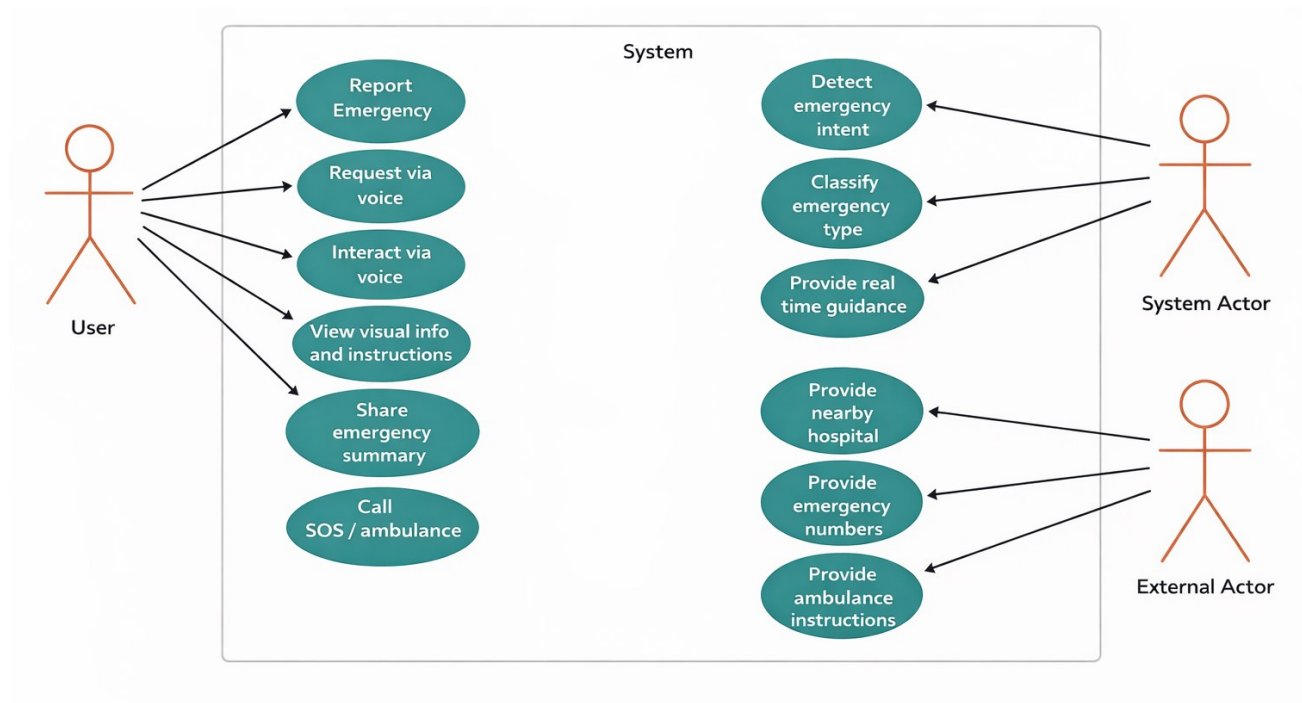 System
Report
Emergency
Request via
voice
Interact via
voice
View visual info
and instructions
Share
emergency
summary
Call
SOS / ambulance
User
Detect
emergency
intent
Classify
emergency
type
Provide real
time guidance
System Actor
Provide
nearby
hospital
Provide
emergency
numbers
Provide
ambulance
instructions
External Actor